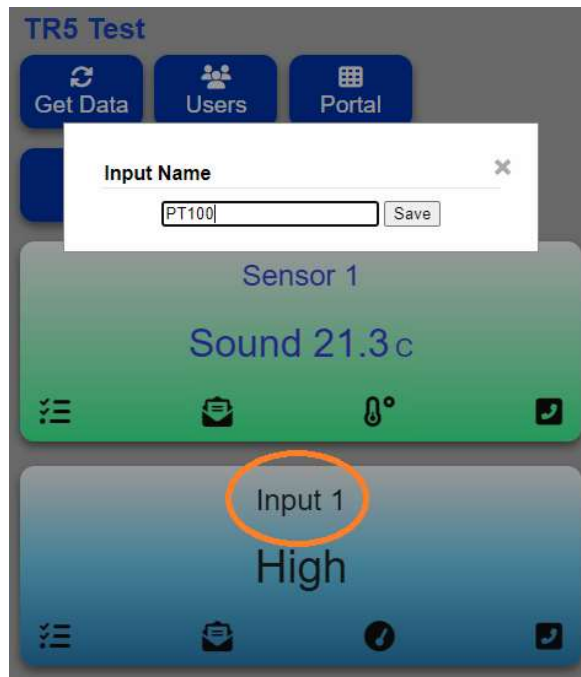 TR5 Test
Get Data Users Portal
Input Name
PT100 Save
Sensor 1
Sound 21.3 C
Input 1
High